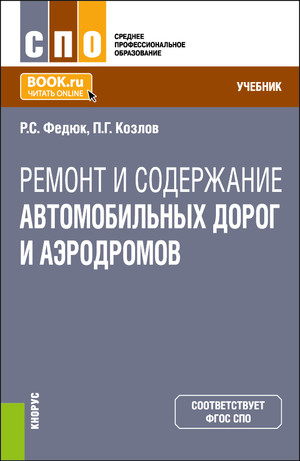 СПО
СРЕДНЕЕ
ПРОФЕССИОНАЛЬНОЕ
ОБРАЗОВАНИЕ
BOOK.ru
ЧИТАТЬ ONLINE
УЧЕБНИК
Р.С. Федюк, П.Г. Козлов
РЕМОНТ И СОДЕРЖАНИЕ
АВТОМОБИЛЬНЫХ ДОРОГ
И АЭРОДРОМОВ
КНОРУС
СООТВЕТСТВУЕТ
ФГОС СПО